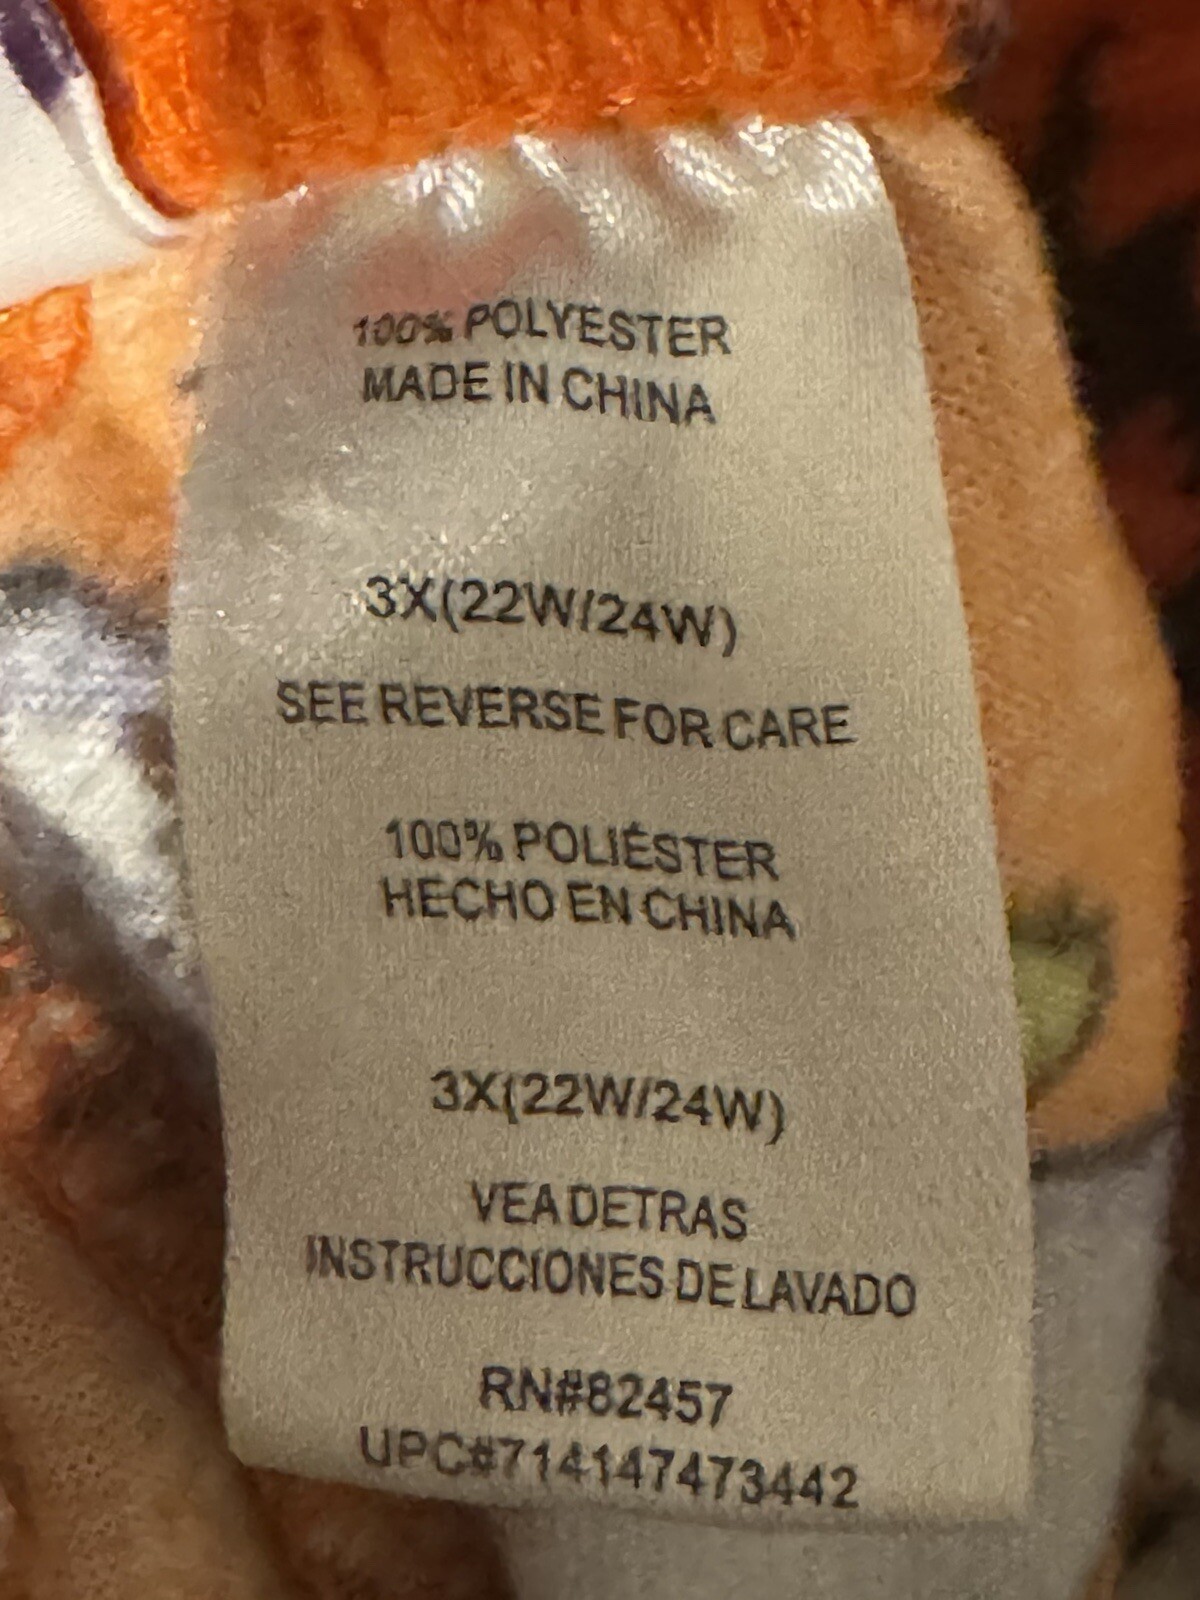 100% POLYESTER
MADE IN CHINA
3X(22W/24W)
SEE REVERSE FOR CARE
100% POLIÉSTER
HECHO EN CHINA
3X(22W/24W)
VEA DETRAS
INSTRUCCIONES DE LAVADO
RN#82457
UPC#714147473442